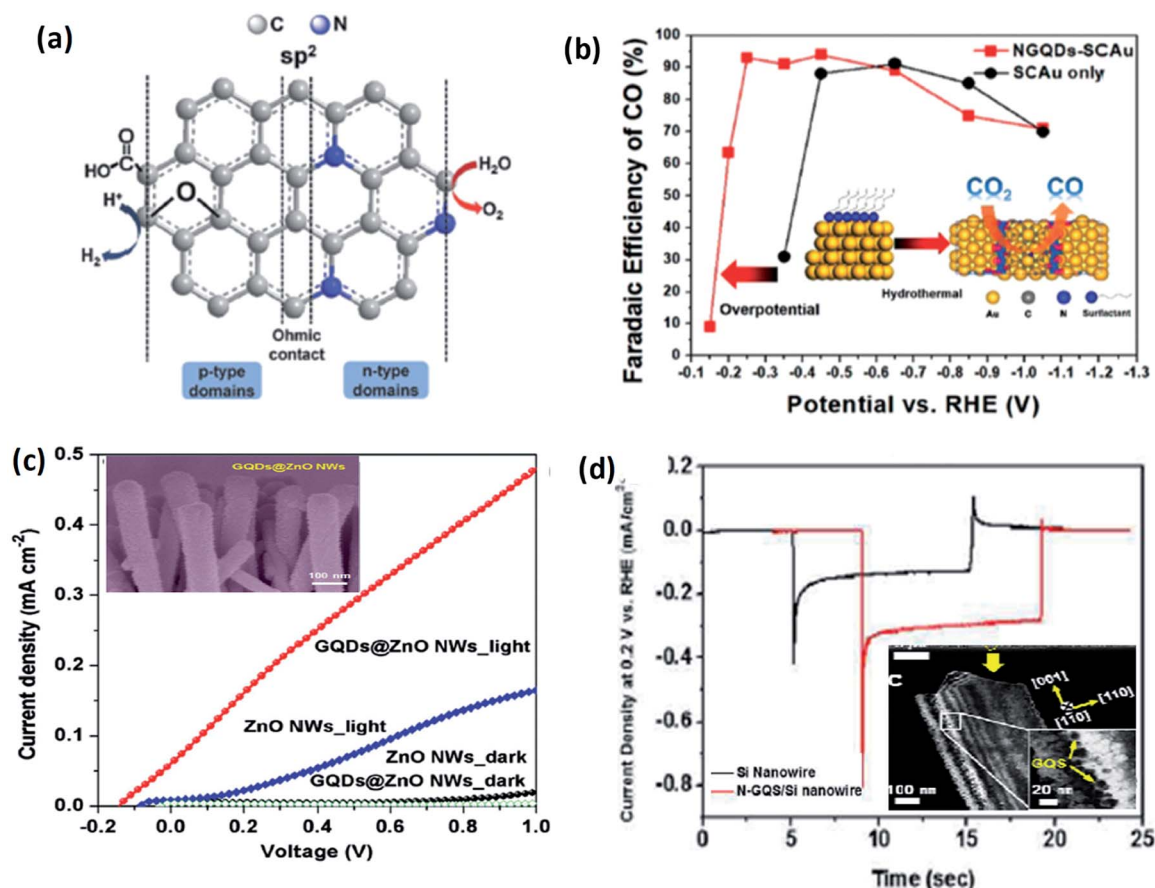 (a)
C N
sp2
HO
C
O
O
H+
H2
H2O
O2
Ohmic
contact
p-type
domains
n-type
domains
(b)
Faradaic Efficiency of CO (%)
100
90
80
70
60
50
40
30
20
10
0
NGQDs-SCAu
SCAu only
CO2 CO
Overpotential
Hydrothermal
Au C N Surfactant
-0.1 -0.2 -0.3 -0.4 -0.5 -0.6 -0.7 -0.8 -0.9 -1.0 -1.1 -1.2 -1.3
Potential vs. RHE (V)
(c)
Current density (mA cm-2)
0.5
0.4
0.3
0.2
0.1
0.0
GQDs@ZnO NWs
100 nm
GQDs@ZnO NWs_light
ZnO NWs_light
ZnO NWs_dark
GQDs@ZnO NWs_dark
-0.2 0.0 0.2 0.4 0.6 0.8 1.0
Voltage (V)
(d)
Current Density at 0.2 V vs. RHE (mA/cm2
0.2
0.0
-0.2
-0.4
-0.6
-0.8
Si Nanowire
N-GQS/Si nanowire
C
[001]
[110]
[1̄10]
GQS
100 nm
20 nm
0 5 10 15 20 25
Time (sec)